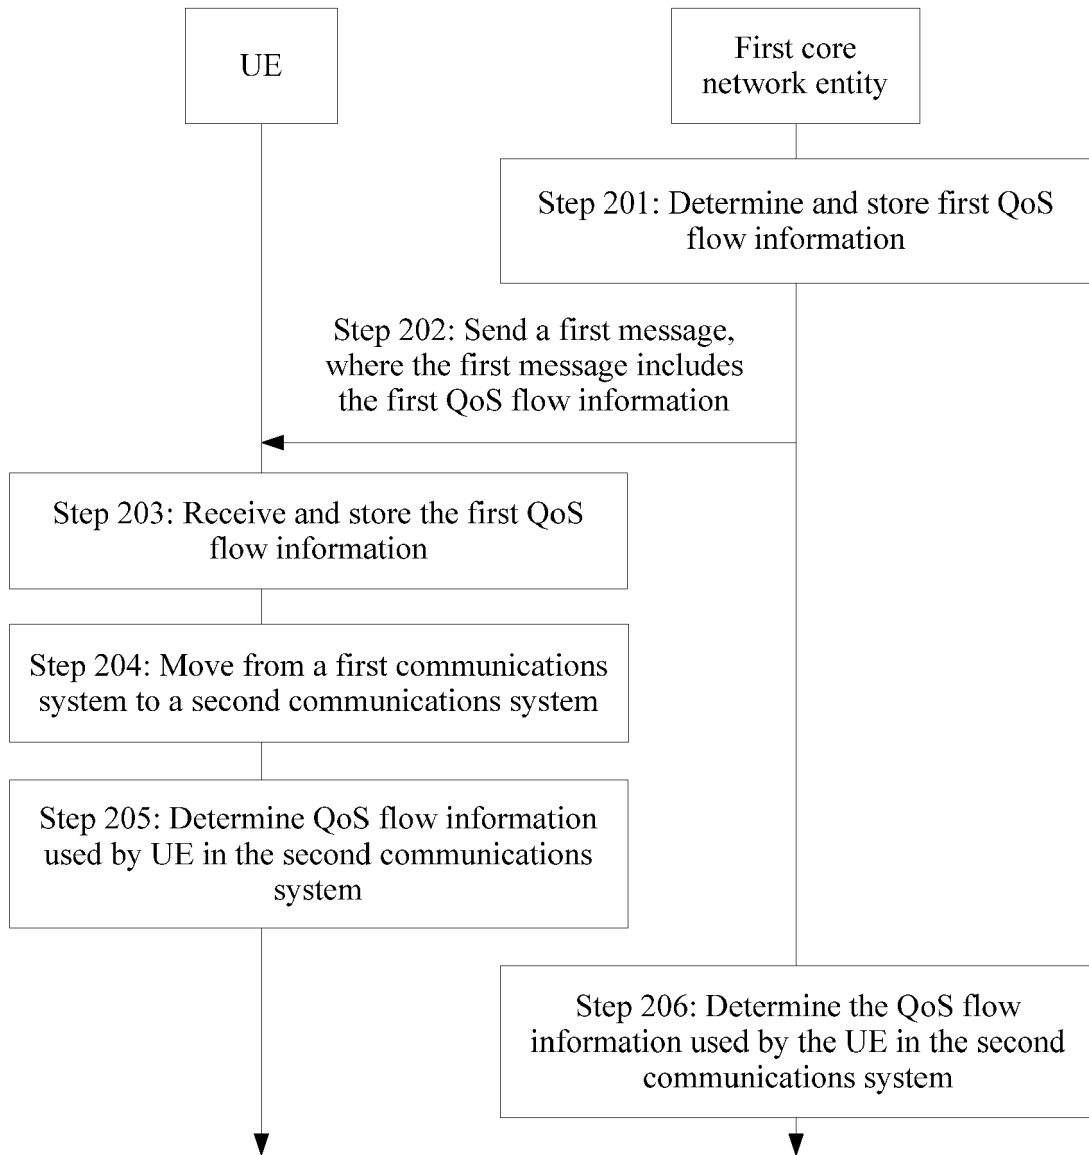 UE
First core
network entity
Step 201: Determine and store first QoS
flow information
Step 202: Send a first message,
where the first message includes
the first QoS flow information
Step 203: Receive and store the first QoS
flow information
Step 204: Move from a first communications
system to a second communications system
Step 205: Determine QoS flow information
used by UE in the second communications
system
Step 206: Determine the QoS flow
information used by the UE in the second
communications system